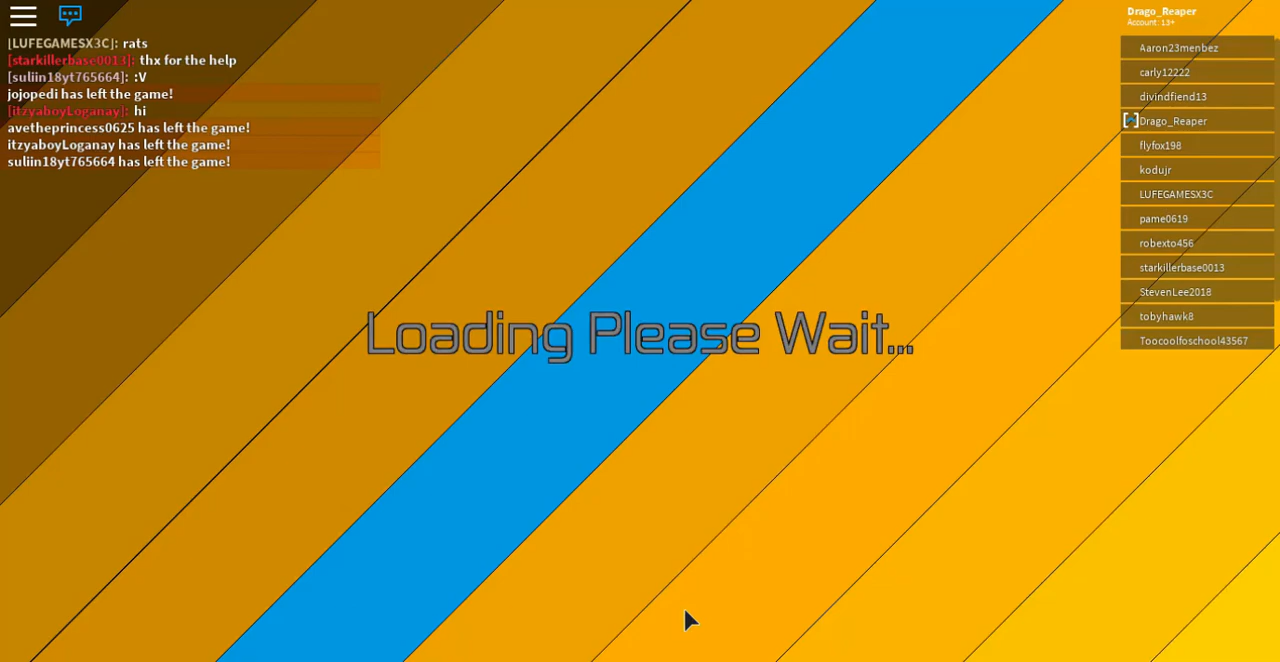 [LUFEGAMESX3C]: rats
[starkillerbase0013]: thx for the help
[suliin18yt765664]: :V
jojopedi has left the game!
[itzyaboyLoganay]: hi
avetheprincess0625 has left the game!
itzyaboyLoganay has left the game!
suliin18yt765664 has left the game!
Loading Please Wait...
Drago_Reaper
Account: 13+
Aaron23menbez
carly12222
divindfiend13
Drago_Reaper
flyfox198
kodujr
LUFEGAMESX3C
pame0619
robexto456
starkillerbase0013
StevenLee2018
tobyhawk8
Toocoolfoschool43567